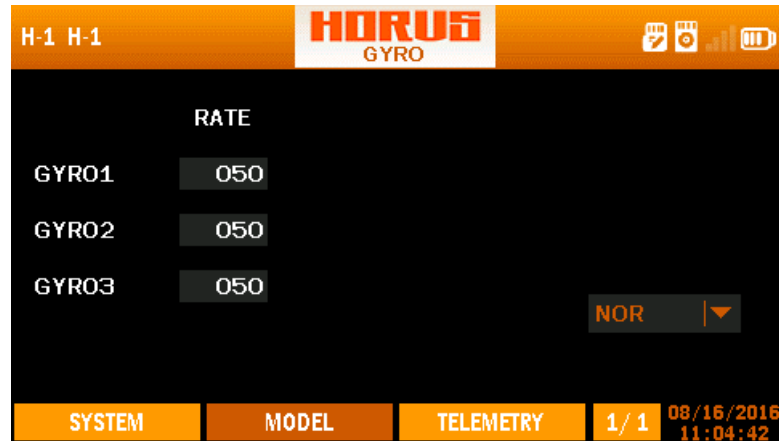 H-1 H-1
HORUS
GYRO
RATE
GYRO1 050
GYRO2 050
GYRO3 050
NOR
SYSTEM MODEL TELEMETRY 1/1 08/16/2016
11:04:42